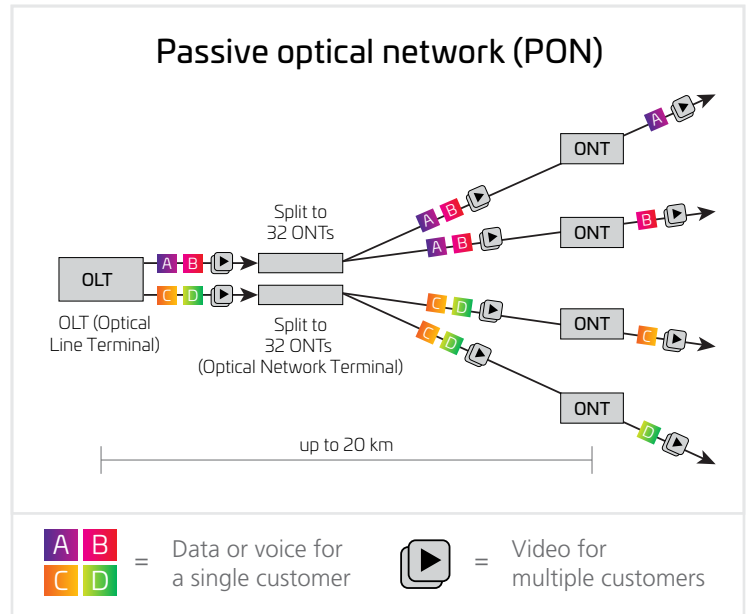 Passive optical network (PON)
A
ONT
A B
Split to
32 ONTs
A B
ONT
B
OLT
A B
C D
OLT (Optical
Line Terminal)
Split to
32 ONTs
(Optical Network Terminal)
C D
ONT
C
C D
ONT
D
up to 20 km
A B
C D
=
Data or voice for
a single customer
=
Video for
multiple customers